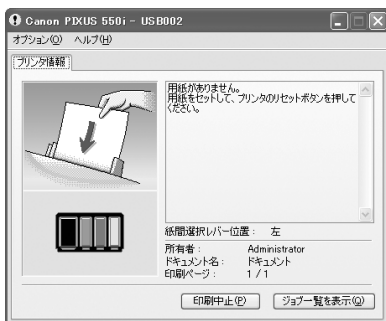 Canon PIXUS 550i - USB002
オプション(O) ヘルプ(H)
プリンタ情報
用紙がありません。
用紙をセットして、プリンタのリセットボタンを押して
ください。
紙間選択レバー位置： 左
所有者： Administrator
ドキュメント名： ドキュメント
印刷ページ： 1 / 1
印刷中止(P) ジョブ一覧を表示(Q)